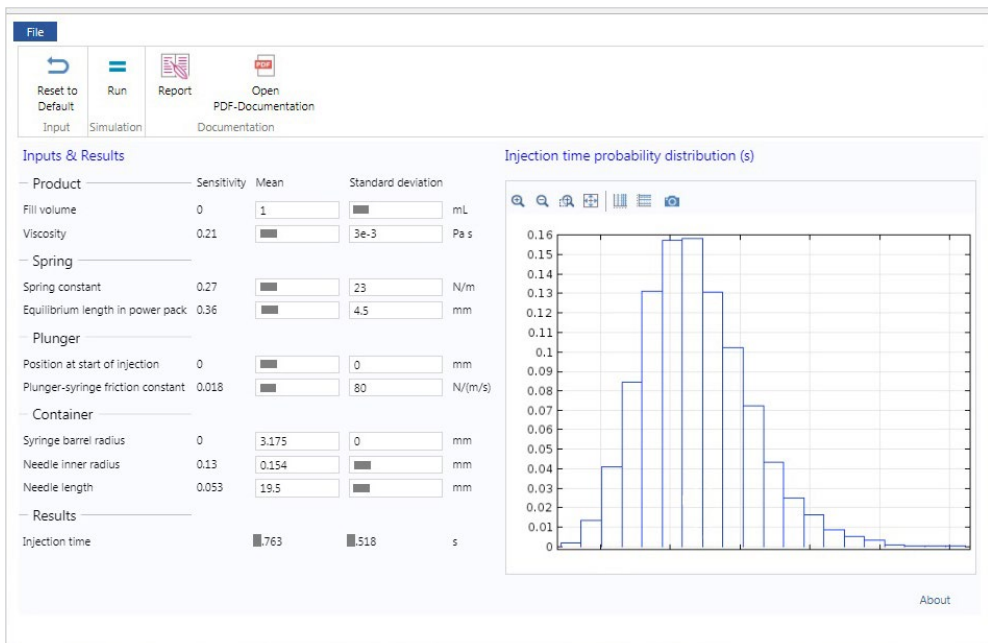 File
Reset to Default
Run
Report
Open PDF-Documentation
Input
Simulation
Documentation
Inputs & Results
Product Sensitivity Mean Standard deviation
Fill volume 0 1 mL
Viscosity 0.21 3e-3 Pa s
Spring
Spring constant 0.27 23 N/m
Equilibrium length in power pack 0.36 4.5 mm
Plunger
Position at start of injection 0 0 mm
Plunger-syringe friction constant 0.018 80 N/(m/s)
Container
Syringe barrel radius 0 3.175 0 mm
Needle inner radius 0.13 0.154 mm
Needle length 0.053 19.5 mm
Results
Injection time .763 .518 s
Injection time probability distribution (s)
0.16
0.15
0.14
0.13
0.12
0.11
0.1
0.09
0.08
0.07
0.06
0.05
0.04
0.03
0.02
0.01
0
About